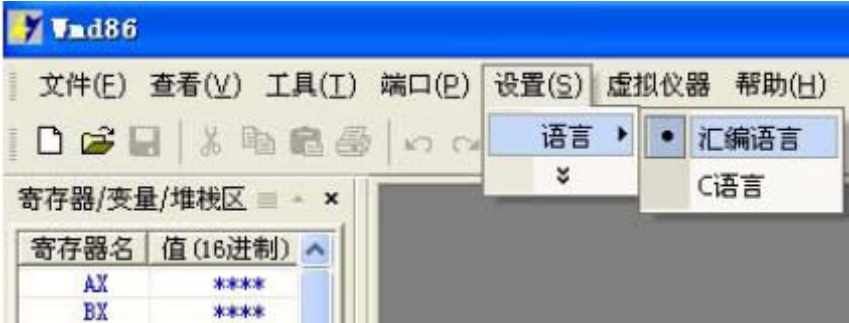 Wmd86
文件(F) 查看(V) 工具(T) 端口(P) 设置(S) 虚拟仪器 帮助(H)
语言 汇编语言
C语言
寄存器/变量/堆栈区
寄存器名 值(16进制)
AX ****
BX ****